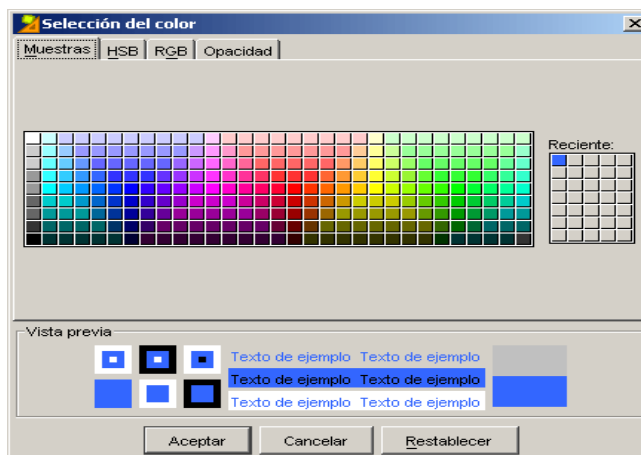 Selección del color
Muestras HSB RGB Opacidad
Reciente:
Vista previa
Texto de ejemplo Texto de ejemplo
Texto de ejemplo Texto de ejemplo
Texto de ejemplo Texto de ejemplo
Aceptar Cancelar Restablecer